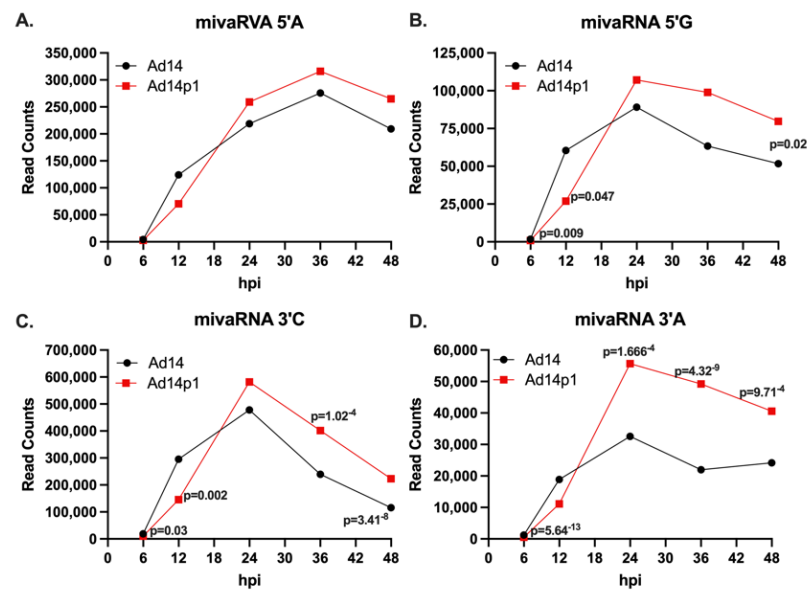 A.
mivaRVA 5'A
Ad14
Ad14p1
Read Counts
350,000
300,000
250,000
200,000
150,000
100,000
50,000
0
0 6 12 18 24 30 36 42 48
hpi
B.
mivaRNA 5'G
Ad14
Ad14p1
Read Counts
125,000
100,000
75,000
50,000
25,000
0
p=0.02
p=0.047
p=0.009
0 6 12 18 24 30 36 42 48
hpi
C.
mivaRNA 3'C
Ad14
Ad14p1
Read Counts
700,000
600,000
500,000
400,000
300,000
200,000
100,000
0
p=1.02⁻⁴
p=0.002
p=3.41⁻⁸
p=0.03
0 6 12 18 24 30 36 42 48
hpi
D.
mivaRNA 3'A
Ad14
Ad14p1
Read Counts
60,000
50,000
40,000
30,000
20,000
10,000
0
p=1.666⁻⁴
p=4.32⁻⁹
p=9.71⁻⁴
p=5.64⁻¹³
0 6 12 18 24 30 36 42 48
hpi